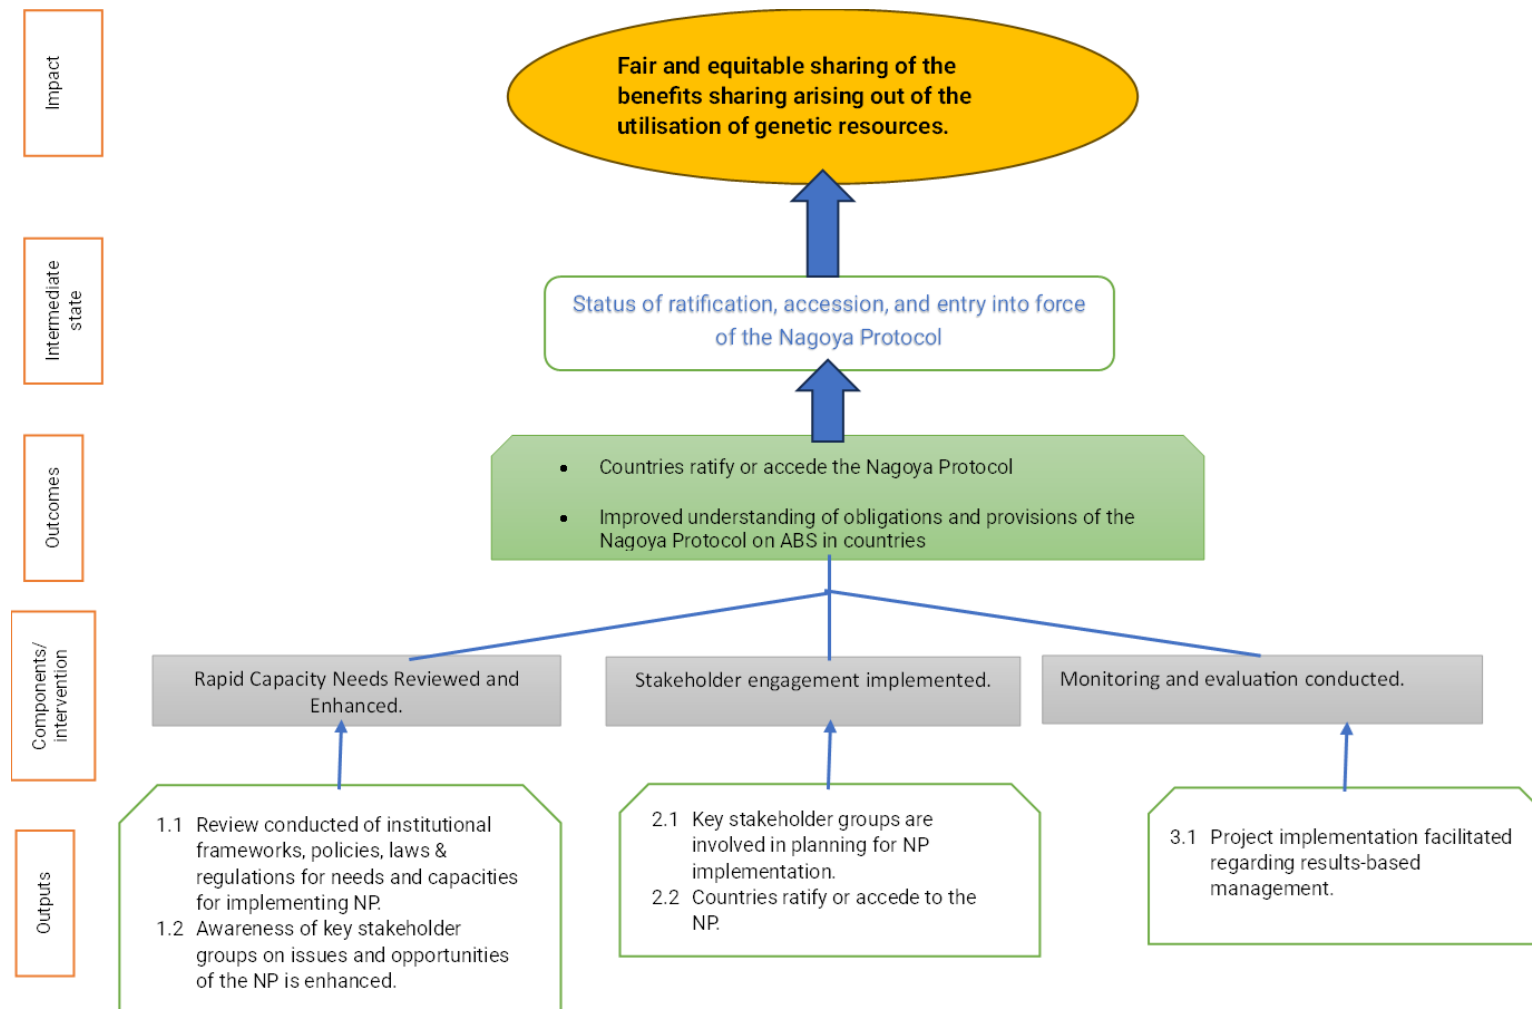 Impact
Fair and equitable sharing of the
benefits sharing arising out of the
utilisation of genetic resources.
Intermediate
state
Status of ratification, accession, and entry into force
of the Nagoya Protocol
Outcomes
• Countries ratify or accede the Nagoya Protocol
• Improved understanding of obligations and provisions of the
Nagoya Protocol on ABS in countries
Components/
intervention
Rapid Capacity Needs Reviewed and
Enhanced.
Stakeholder engagement implemented.
Monitoring and evaluation conducted.
Outputs
1.1 Review conducted of institutional
frameworks, policies, laws &
regulations for needs and capacities
for implementing NP.
1.2 Awareness of key stakeholder
groups on issues and opportunities
of the NP is enhanced.
2.1 Key stakeholder groups are
involved in planning for NP
implementation.
2.2 Countries ratify or accede to the
NP.
3.1 Project implementation facilitated
regarding results-based
management.